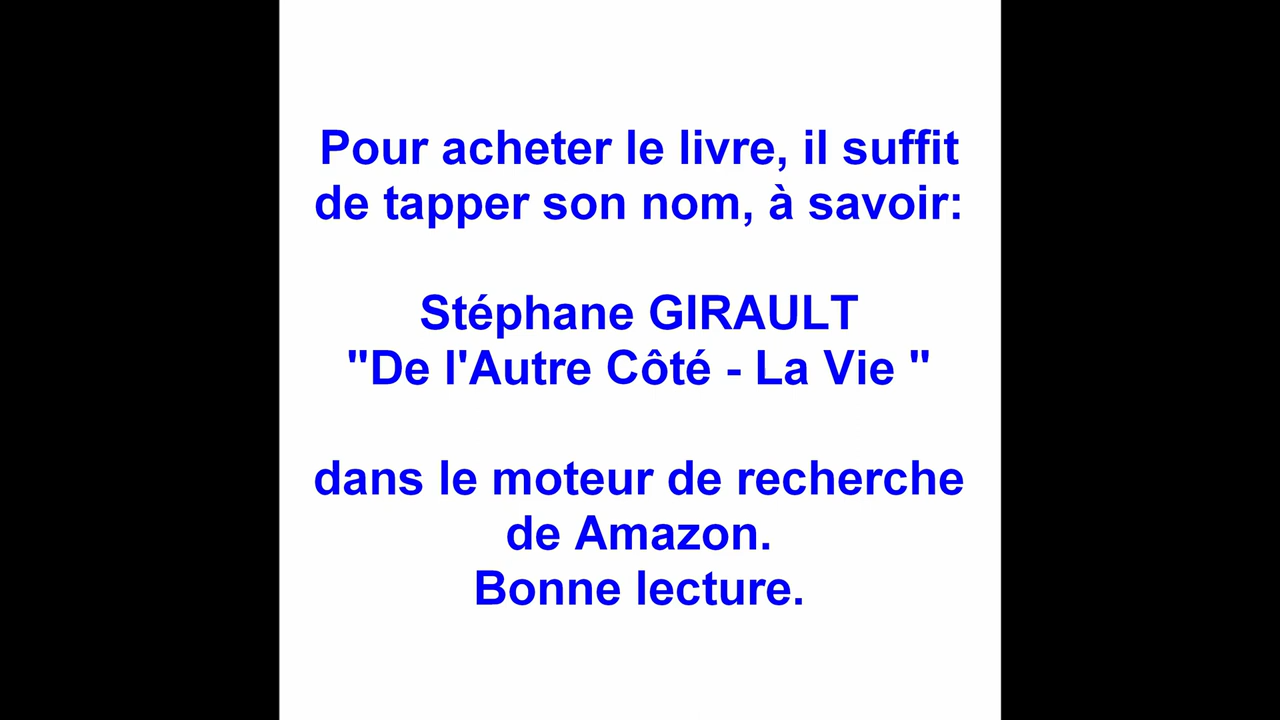 Pour acheter le livre, il suffit
de tapper son nom, à savoir:
Stéphane GIRAULT
"De l'Autre Côté - La Vie "
dans le moteur de recherche
de Amazon.
Bonne lecture.